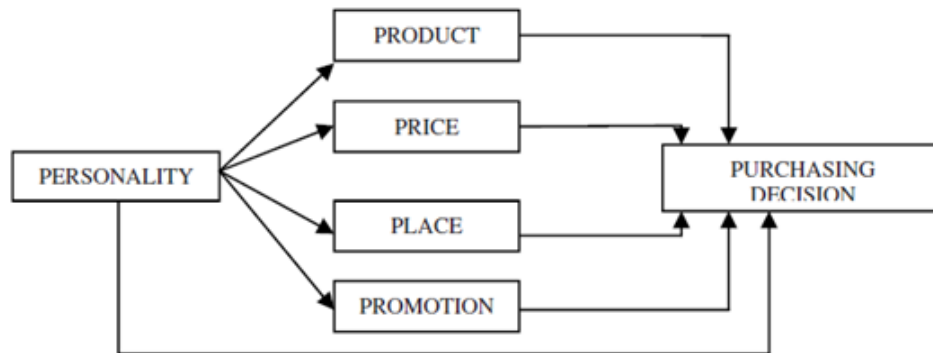 PRODUCT
PRICE
PERSONALITY
PURCHASING
DECISION
PLACE
PROMOTION